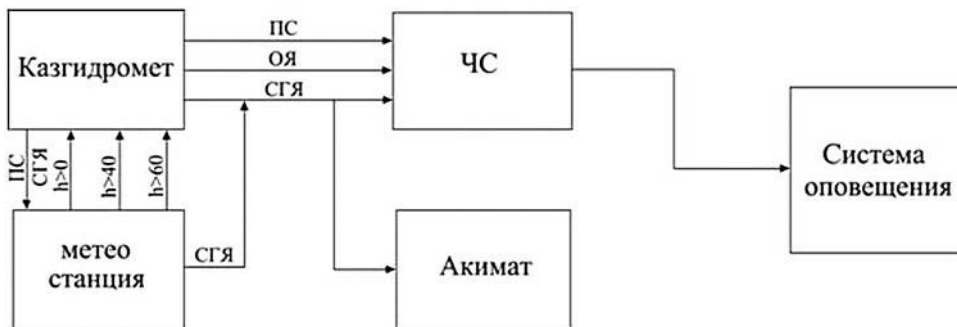 ПС
ОЯ
СГЯ
Казгидромет
ЧС
ПС
СГЯ
h>0
h>40
h>60
Система
оповещения
метео
станция
СГЯ
Акимат